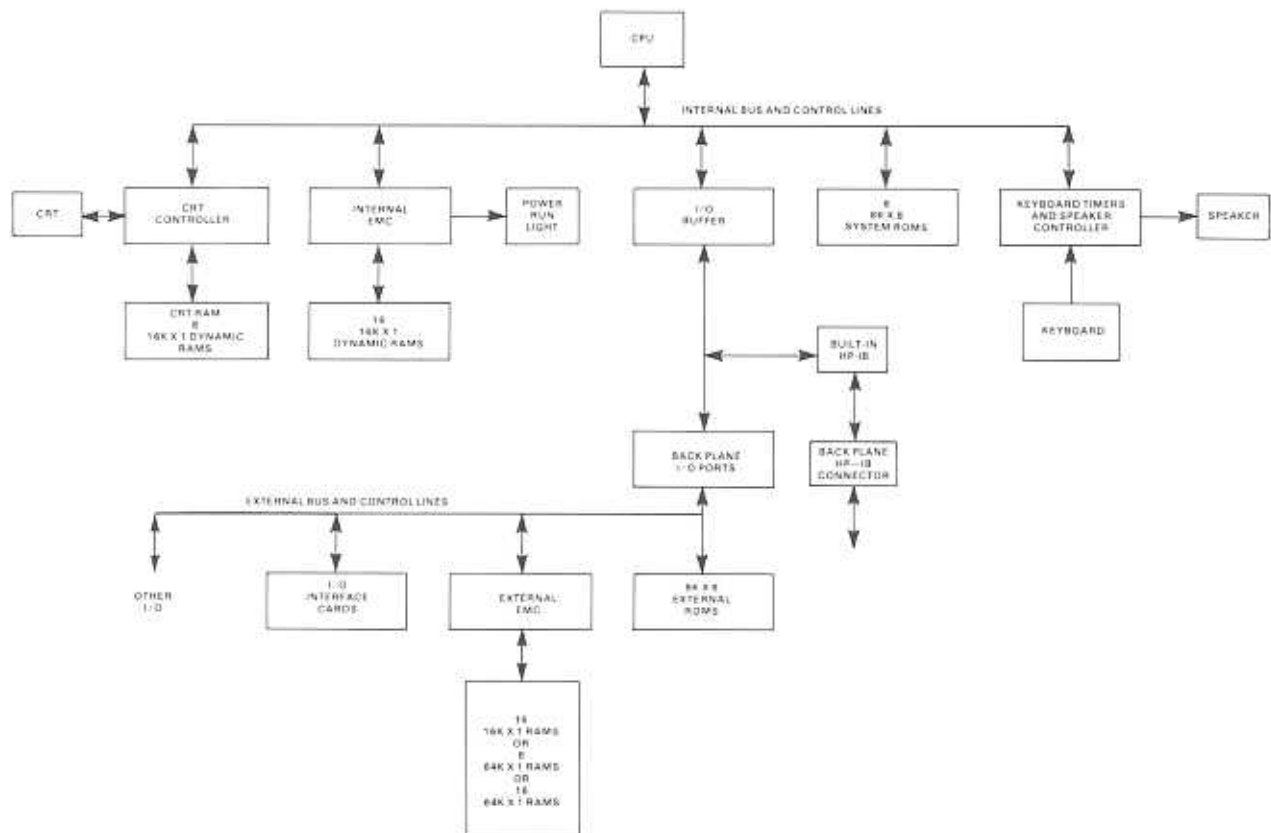 CPU
INTERNAL BUS AND CONTROL LINES
CRT
CRT
CONTROLLER
INTERNAL
EMC
POWER
RUN
LIGHT
I/O
BUFFER
8K X 8
SYSTEM ROMS
KEYBOARD TIMERS
AND SPEAKER
CONTROLLER
SPEAKER
CRT RAM
8
16K X 1 DYNAMIC
RAMS
16
16K X 1
DYNAMIC RAMS
BUILT-IN
HP-IB
KEYBOARD
BACK PLANE
I/O PORTS
BACK PLANE
HP-IB
CONNECTOR
EXTERNAL BUS AND CONTROL LINES
OTHER
I/O
I/O
INTERFACE
CARDS
EXTERNAL
EMC
8K X 8
EXTERNAL
ROMS
16
16K X 1 RAMS
OR
8
64K X 1 RAMS
OR
16
64K X 1 RAMS